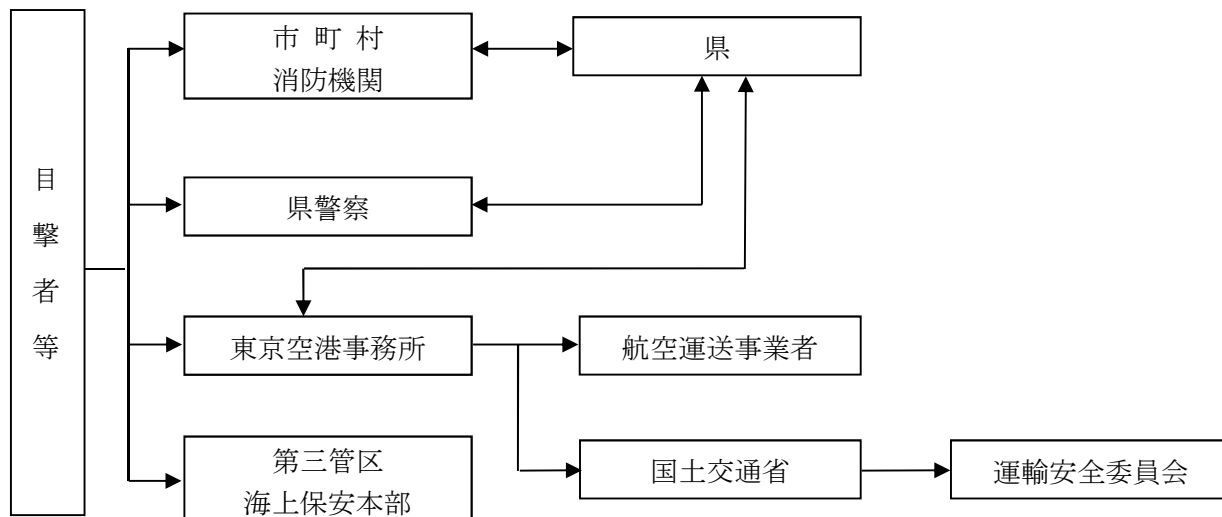 目撃者等
市 町 村
消防機関
県
県警察
東京空港事務所
航空運送事業者
第三管区
海上保安本部
国土交通省
運輸安全委員会